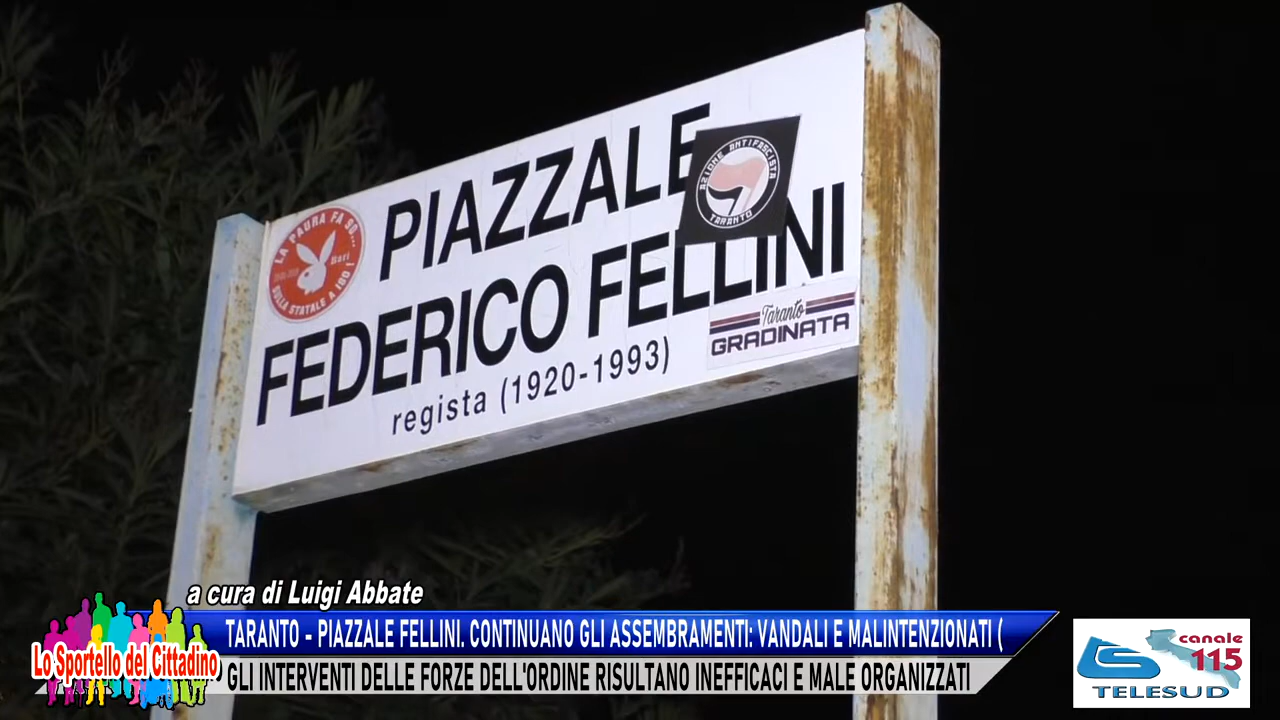 PIAZZALE
FEDERICO FELLINI
regista (1920-1993)
LA PAURA FA 90...
Bari
SULLA STATALE A 100!
AZIONE ANTIFASCISTA
TARANTO
Taranto
GRADINATA
a cura di Luigi Abbate
TARANTO – PIAZZALE FELLINI. CONTINUANO GLI ASSEMBRAMENTI: VANDALI E MALINTENZIONATI (
Lo Sportello del Cittadino
GLI INTERVENTI DELLE FORZE DELL'ORDINE RISULTANO INEFFICACI E MALE ORGANIZZATI
canale
115
TELESUD